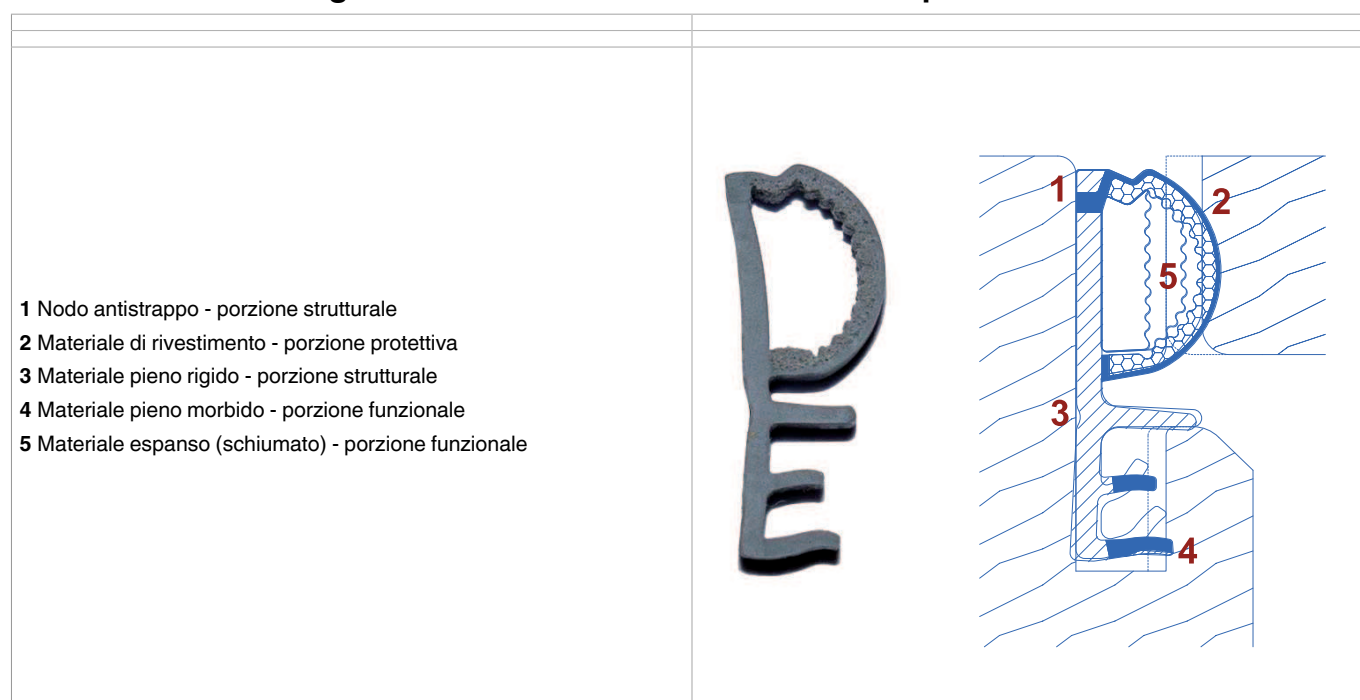 1 Nodo antistrappo - porzione strutturale
2 Materiale di rivestimento - porzione protettiva
3 Materiale pieno rigido - porzione strutturale
4 Materiale pieno morbido - porzione funzionale
5 Materiale espanso (schiumato) - porzione funzionale
1
2
5
3
4